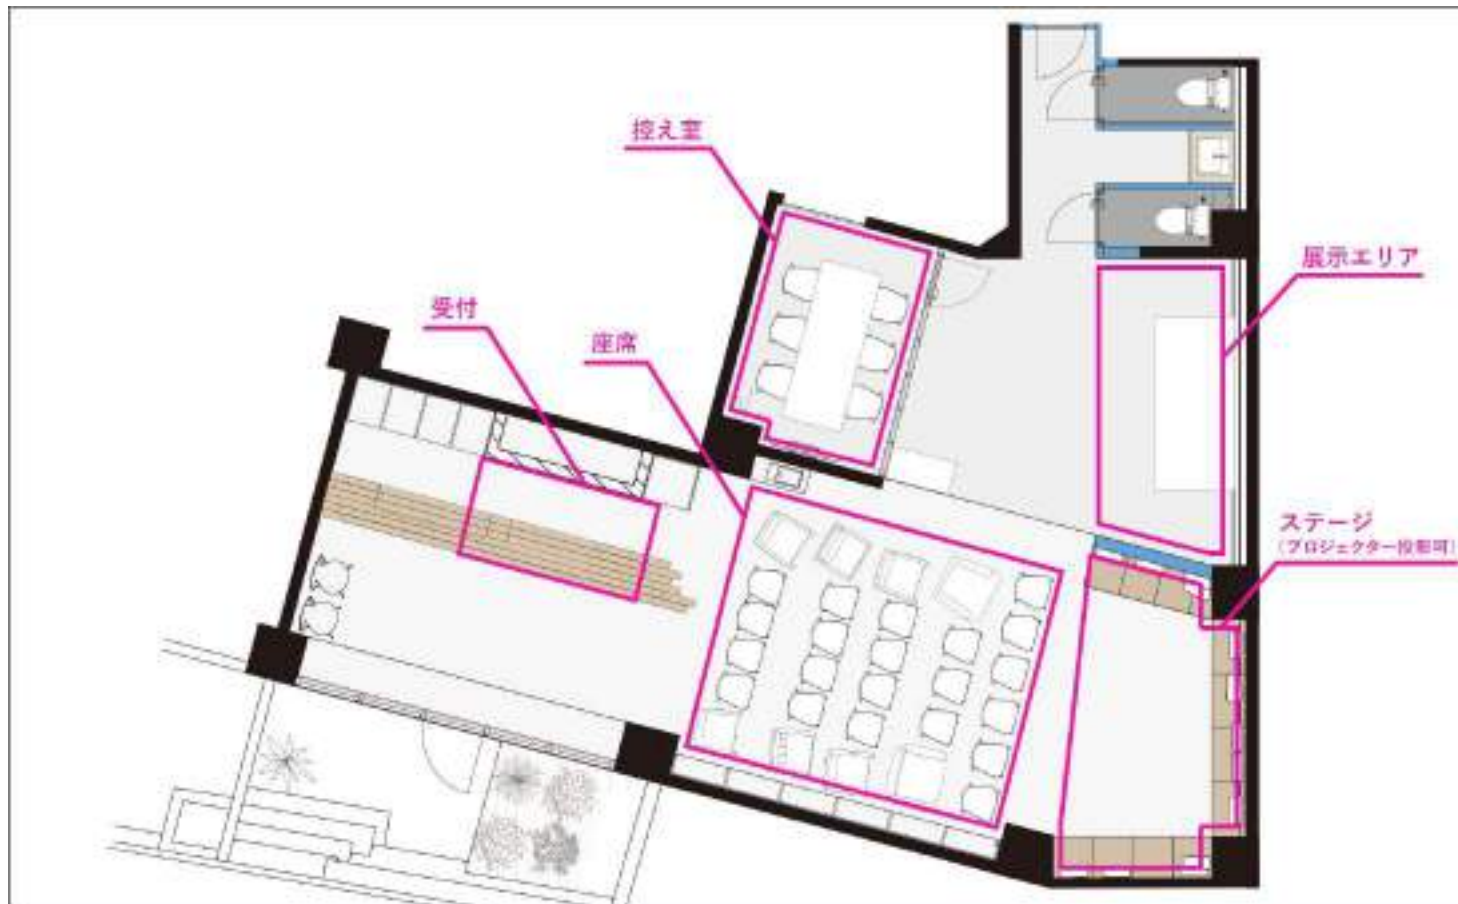 控え室
展示エリア
受付
座席
ステージ
(プロジェクター投影可)